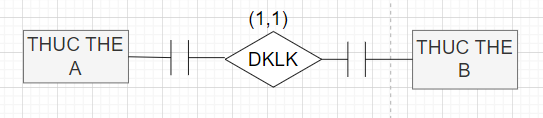 (1,1)
THUC THE
A
DKLK
THUC THE
B